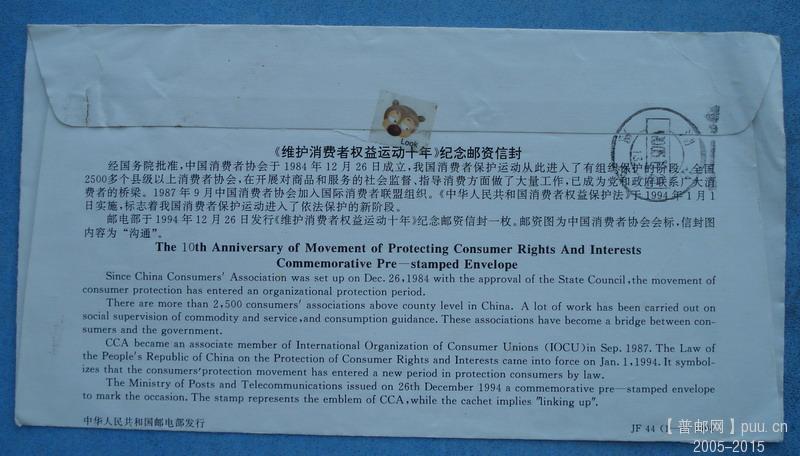 Look
《维护消费者权益运动十年》纪念邮资信封
经国务院批准,中国消费者协会于1984年12月26日成立,我国消费者保护运动从此进入了有组织保护的阶段。全国
2500多个县级以上消费者协会,在开展对商品和服务的社会监督、指导消费方面做了大量工作,已成为党和政府联系广大消
费者的桥梁。1987年9月中国消费者协会加入国际消费者联盟组织。《中华人民共和国消费者权益保护法》于1994年1月1
日实施,标志着我国消费者保护运动进入了依法保护的新阶段。
邮电部于1994年12月26日发行《维护消费者权益运动十年》纪念邮资信封一枚。邮资图为中国消费者协会会标,信封图
内容为“沟通”。
The 10th Anniversary of Movement of Protecting Consumer Rights And Interests
Commemorative Pre—stamped Envelope
Since China Consumers' Association was set up on Dec. 26,1984 with the approval of the State Council,the movement of
consumer protection has entered an organizational protection period.
There are more than 2,500 consumers' associations above county level in China. A lot of work has been carried out on
social supervision of commodity and service,and consumption guidance. These associations have become a bridge between con-
sumers and the government.
CCA became an associate member of International Organization of Consumer Unions (IOCU) in Sep. 1987. The Law of
the People's Republic of China on the Protection of Consumer Rights and Interests came into force on Jan. 1,1994. It symbol-
izes that the consumers'protection movement has entered a new period in protection consumers by law.
The Ministry of Posts and Telecommunications issued on 26th December 1994 a commemorative pre—stamped envelope
to mark the occasion. The stamp represents the emblem of CCA,while the cachet implies "linking up".
中华人民共和国邮电部发行
JF 44
【普邮网】puu.cn
2005-2015